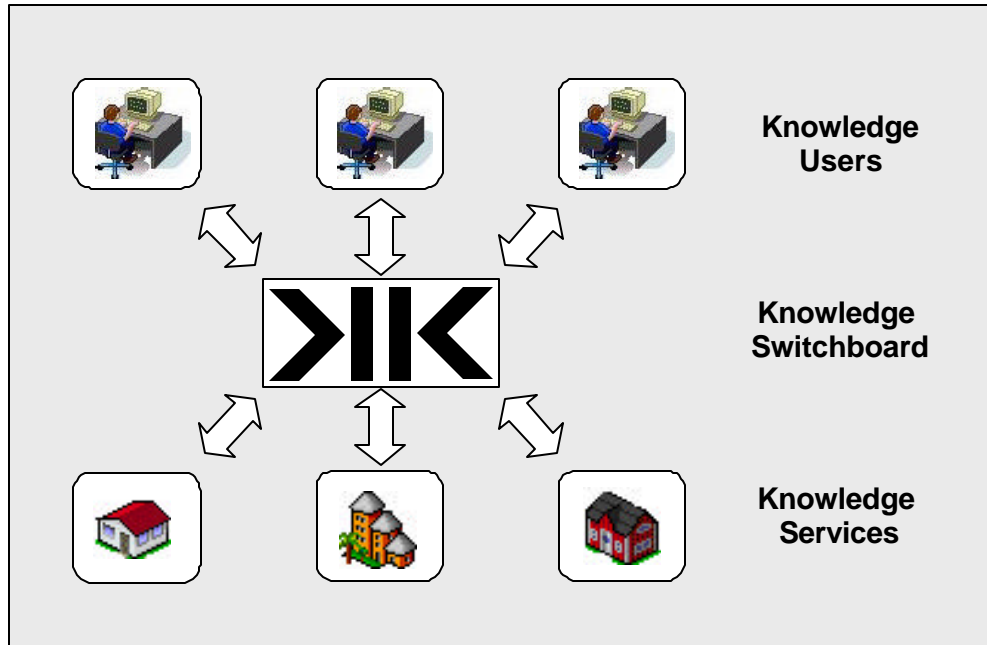 Knowledge
Users
Knowledge
Switchboard
Knowledge
Services